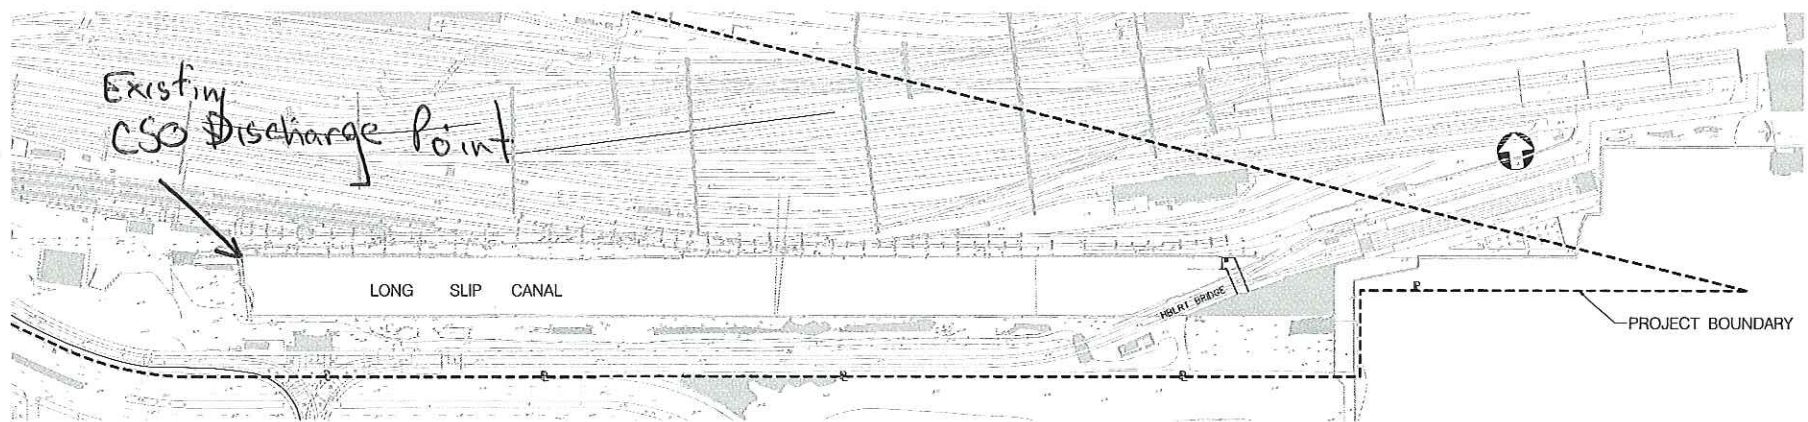 Existing
CSO Discharge Point
LONG SLIP CANAL
HBLRT BRIDGE
PROJECT BOUNDARY